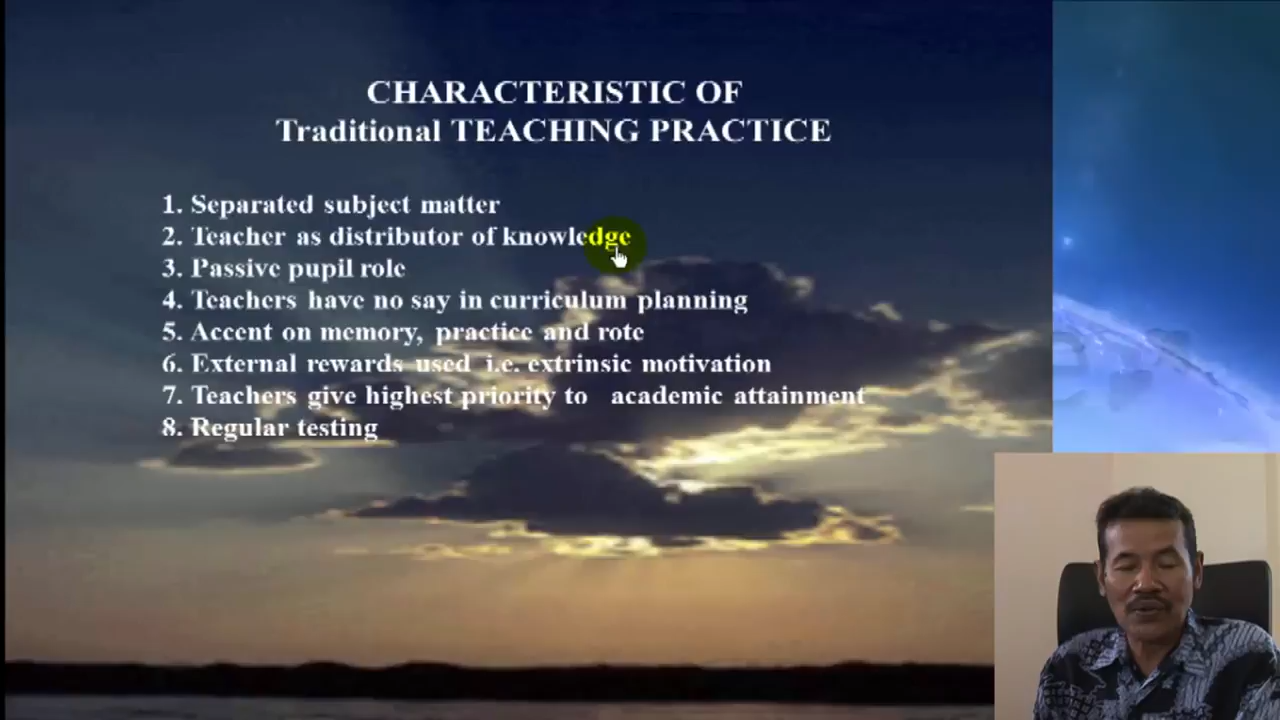 CHARACTERISTIC OF
Traditional TEACHING PRACTICE
1. Separated subject matter
2. Teacher as distributor of knowledge
3. Passive pupil role
4. Teachers have no say in curriculum planning
5. Accent on memory, practice and rote
6. External rewards used i.e. extrinsic motivation
7. Teachers give highest priority to academic attainment
8. Regular testing